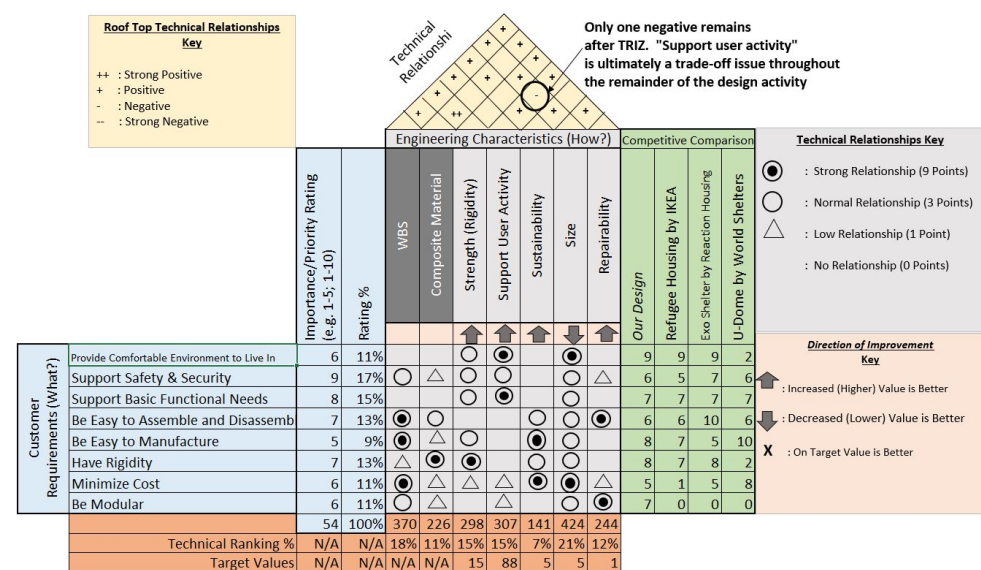 Roof Top Technical Relationships
Key
++ : Strong Positive
+ : Positive
- : Negative
-- : Strong Negative
Technical
Relationshi
Only one negative remains
after TRIZ. "Support user activity"
is ultimately a trade-off issue throughout
the remainder of the design activity
+
+ +
+ +
+ + +
+ - +
+ ++ + + +
Engineering Characteristics (How?) Competitive Comparison
Importance/Priority Rating
(e.g. 1-5; 1-10)
Rating %
WBS
Composite Material
Strength (Rigidity)
Support User Activity
Sustainability
Size
Repairability
Our Design
Refugee Housing by IKEA
Exo Shelter by Reaction Housing
U-Dome by World Shelters
Technical Relationships Key
: Strong Relationship (9 Points)
: Normal Relationship (3 Points)
: Low Relationship (1 Point)
: No Relationship (0 Points)
Direction of Improvement
Key
: Increased (Higher) Value is Better
: Decreased (Lower) Value is Better
X : On Target Value is Better
Customer
Requirements (What?)
Provide Comfortable Environment to Live In 6 11% 9 9 9 2
Support Safety & Security 9 17% 6 5 7 6
Support Basic Functional Needs 8 15% 7 7 7 7
Be Easy to Assemble and Disassemb 7 13% 6 6 10 6
Be Easy to Manufacture 5 9% 8 7 5 10
Have Rigidity 7 13% 8 7 8 2
Minimize Cost 6 11% 5 1 5 8
Be Modular 6 11% 7 0 0 0
54 100% 370 226 298 307 141 424 244
Technical Ranking % N/A N/A 18% 11% 15% 15% 7% 21% 12%
Target Values N/A N/A N/A N/A 15 88 5 5 1